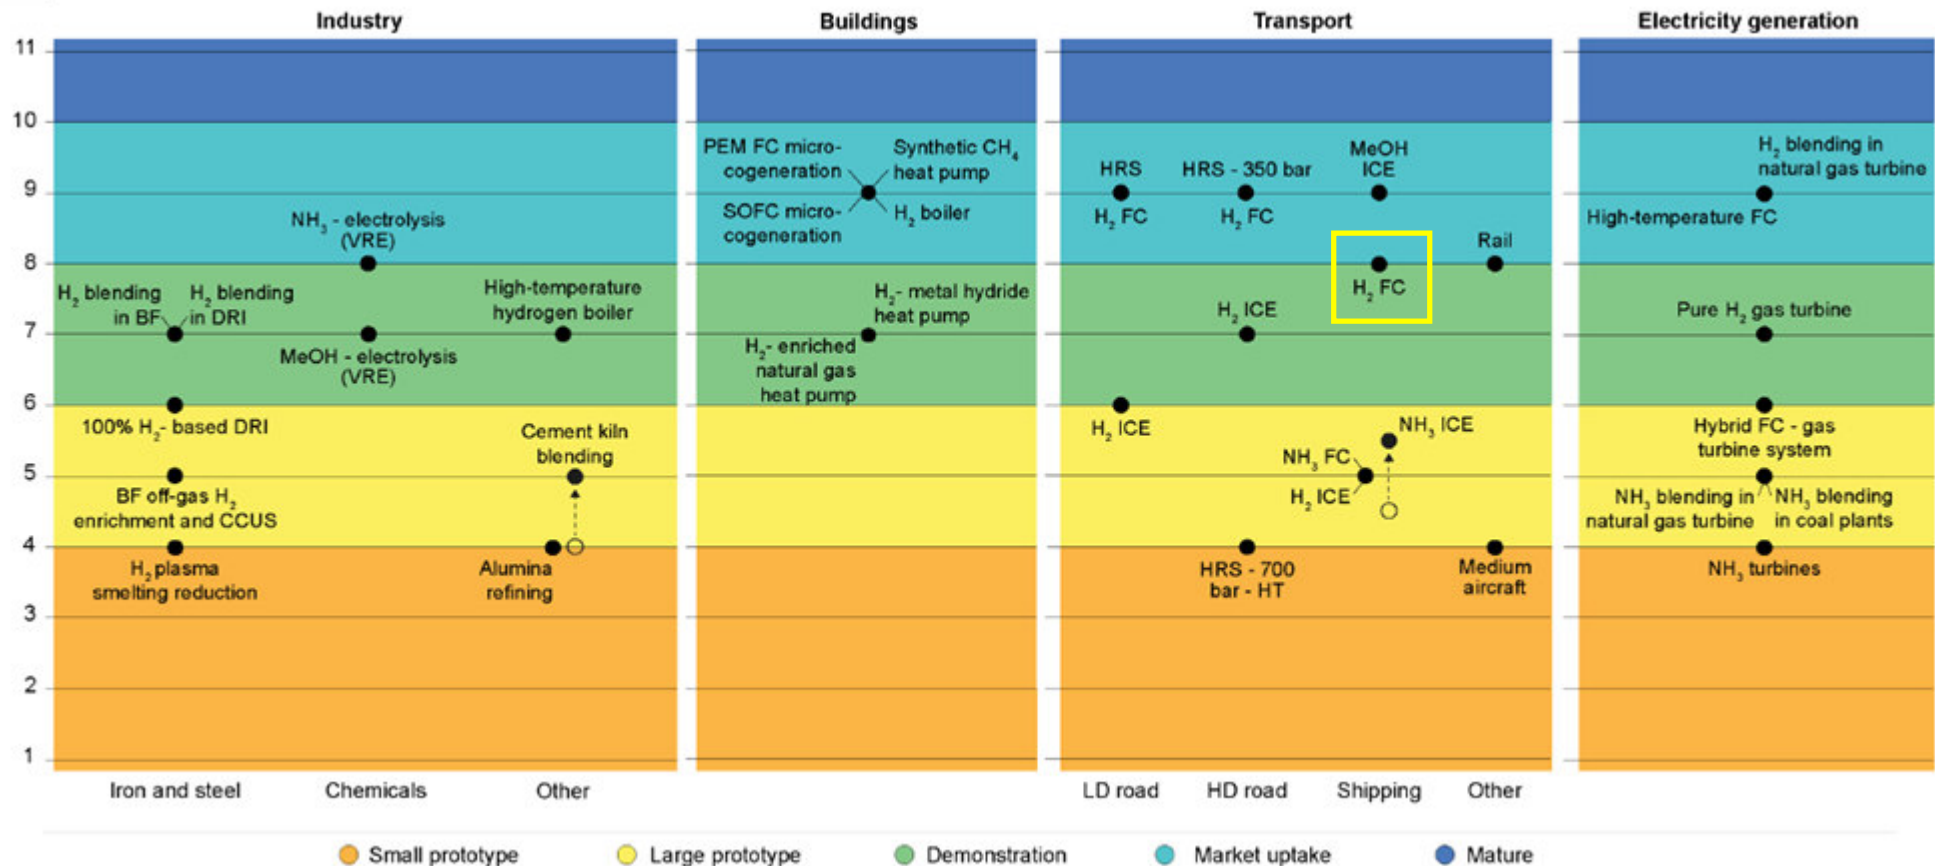 Industry
Buildings
Transport
Electricity generation
11
10
9
8
7
6
5
4
3
2
1
NH₃ - electrolysis
(VRE)
H₂ blending
in BF
H₂ blending
in DRI
High-temperature
hydrogen boiler
MeOH - electrolysis
(VRE)
100% H₂- based DRI
Cement kiln
blending
BF off-gas H₂
enrichment and CCUS
H₂ plasma
smelting reduction
Alumina
refining
PEM FC micro-
cogeneration
Synthetic CH₄
heat pump
SOFC micro-
cogeneration
H₂ boiler
H₂- metal hydride
heat pump
H₂- enriched
natural gas
heat pump
HRS
H₂ FC
HRS - 350 bar
H₂ FC
MeOH
ICE
H₂ FC
Rail
H₂ ICE
H₂ ICE
NH₃ ICE
NH₃ FC
H₂ ICE
HRS - 700
bar - HT
Medium
aircraft
H₂ blending in
natural gas turbine
High-temperature FC
Pure H₂ gas turbine
Hybrid FC - gas
turbine system
NH₃ blending in
natural gas turbine
NH₃ blending
in coal plants
NH₃ turbines
Iron and steel
Chemicals
Other
LD road
HD road
Shipping
Other
Small prototype
Large prototype
Demonstration
Market uptake
Mature